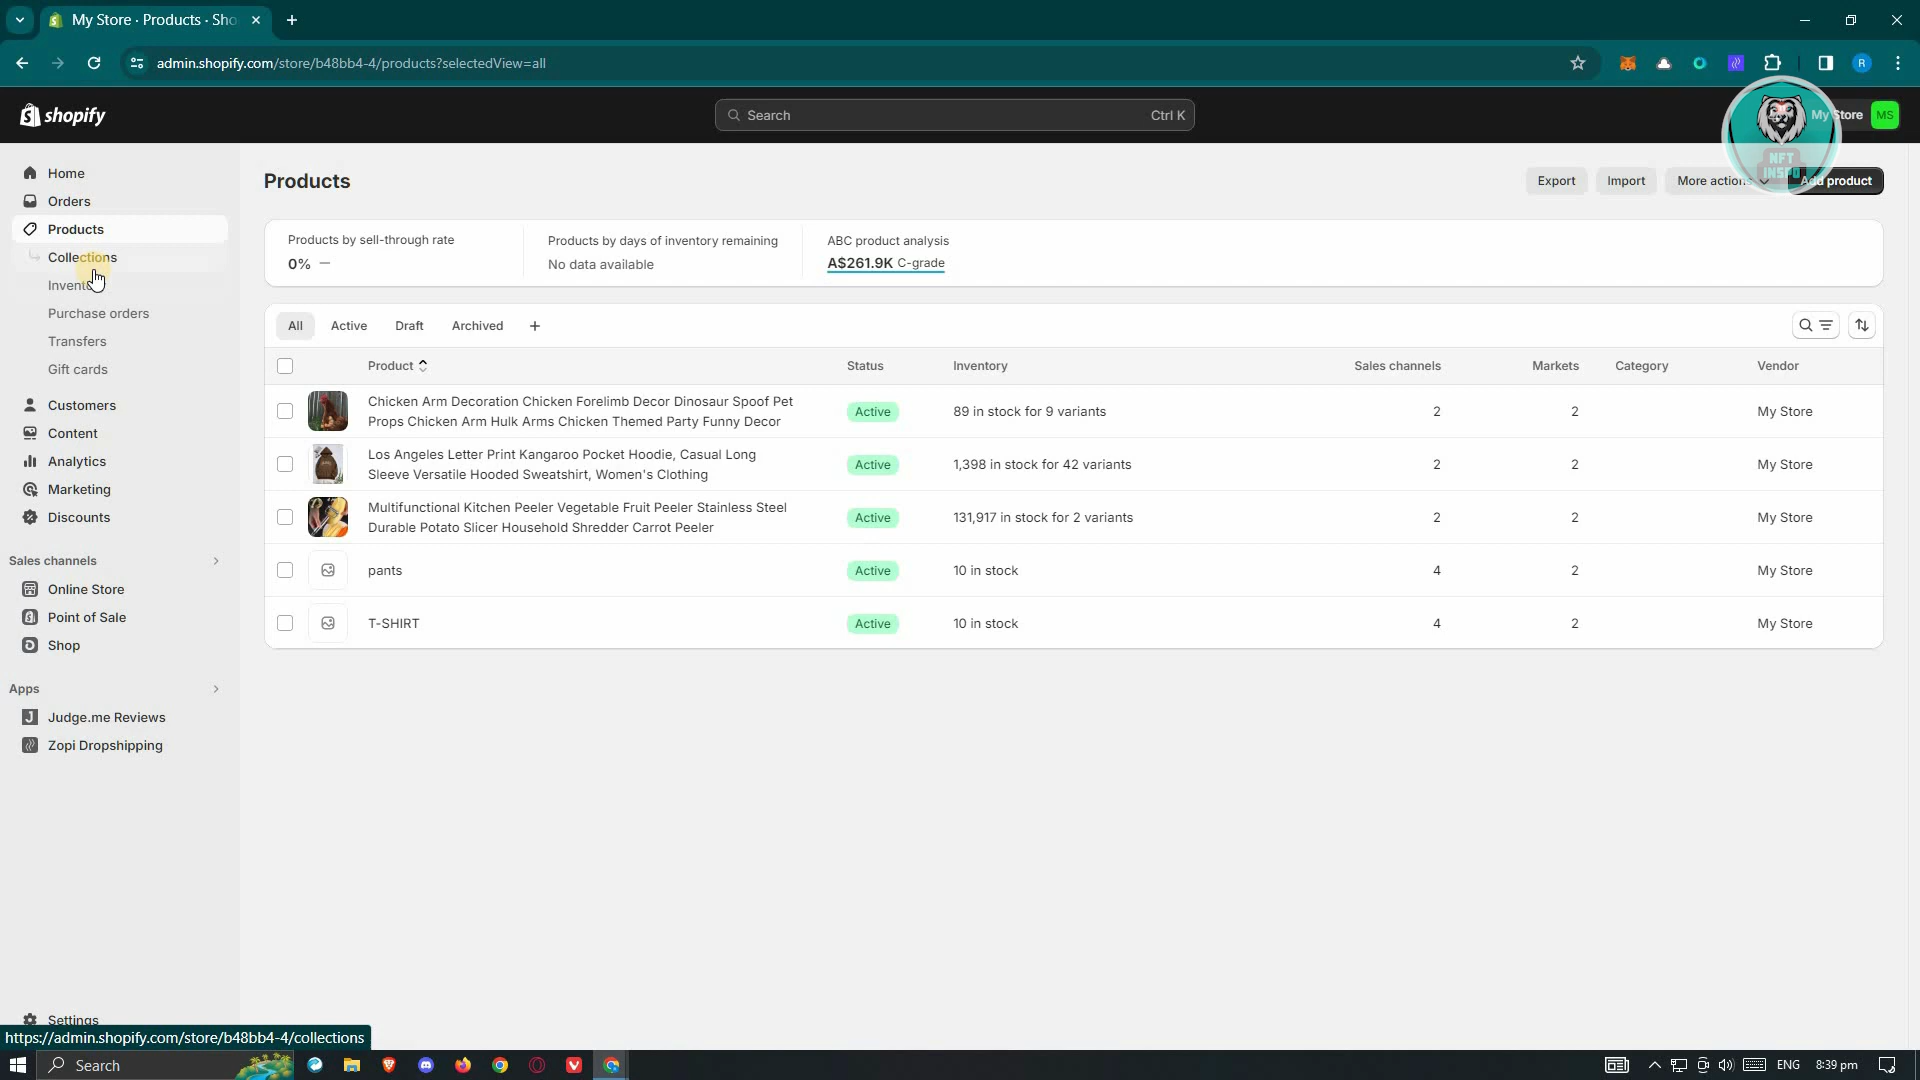 My Store · Products · Sho
admin.shopify.com/store/b48bb4-4/products?selectedView=all
R
shopify
Search
Ctrl K
My Store
MS
NFT
INSPO
Home
Orders
Products
Collections
Invent
Purchase orders
Transfers
Gift cards
Customers
Content
Analytics
Marketing
Discounts
Sales channels
Online Store
Point of Sale
Shop
Apps
Judge.me Reviews
Zopi Dropshipping
Settings
Products
Export
Import
More actions
Add product
Products by sell-through rate
0% —
Products by days of inventory remaining
No data available
ABC product analysis
A$261.9K C-grade
All
Active
Draft
Archived
Product
Status
Inventory
Sales channels
Markets
Category
Vendor
Chicken Arm Decoration Chicken Forelimb Decor Dinosaur Spoof Pet
Props Chicken Arm Hulk Arms Chicken Themed Party Funny Decor
Active
89 in stock for 9 variants
2
2
My Store
Los Angeles Letter Print Kangaroo Pocket Hoodie, Casual Long
Sleeve Versatile Hooded Sweatshirt, Women's Clothing
Active
1,398 in stock for 42 variants
2
2
My Store
Multifunctional Kitchen Peeler Vegetable Fruit Peeler Stainless Steel
Durable Potato Slicer Household Shredder Carrot Peeler
Active
131,917 in stock for 2 variants
2
2
My Store
pants
Active
10 in stock
4
2
My Store
T-SHIRT
Active
10 in stock
4
2
My Store
https://admin.shopify.com/store/b48bb4-4/collections
Search
ENG
8:39 pm